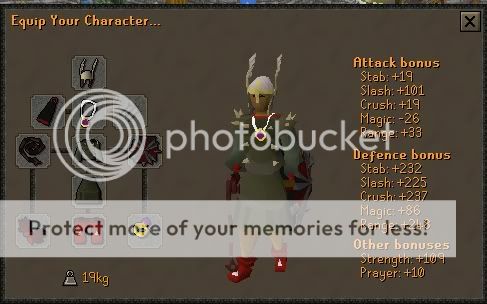 Equip Your Character...
Attack bonus
Stab: +19
Slash: +101
Crush: +19
Magic: -26
Range: +33
photobucket
Defence bonus
Stab: +232
Slash: +225
Crush: +237
Magic: +86
Protect more of your memories for less!
Other bonuses
Strength: +109
Prayer: +10
19kg